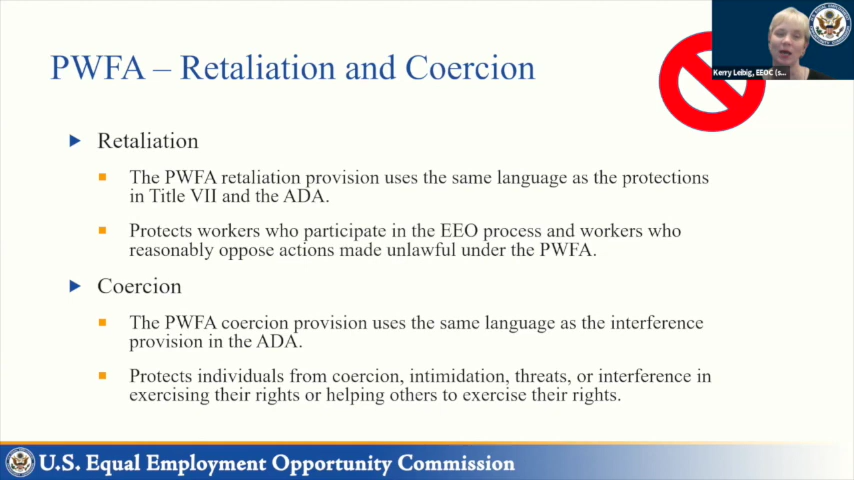 PWFA – Retaliation and Coercion
Kerry Leibig, EEOC (s...
Retaliation
The PWFA retaliation provision uses the same language as the protections
in Title VII and the ADA.
Protects workers who participate in the EEO process and workers who
reasonably oppose actions made unlawful under the PWFA.
Coercion
The PWFA coercion provision uses the same language as the interference
provision in the ADA.
Protects individuals from coercion, intimidation, threats, or interference in
exercising their rights or helping others to exercise their rights.
U.S. Equal Employment Opportunity Commission